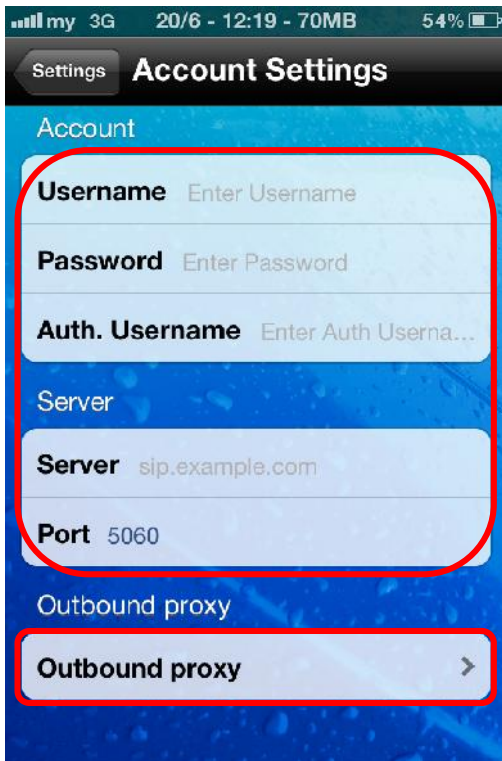 my 3G 20/6 - 12:19 - 70MB 54%
Settings Account Settings
Account
Username Enter Username
Password Enter Password
Auth. Username Enter Auth Userna...
Server
Server sip.example.com
Port 5060
Outbound proxy
Outbound proxy